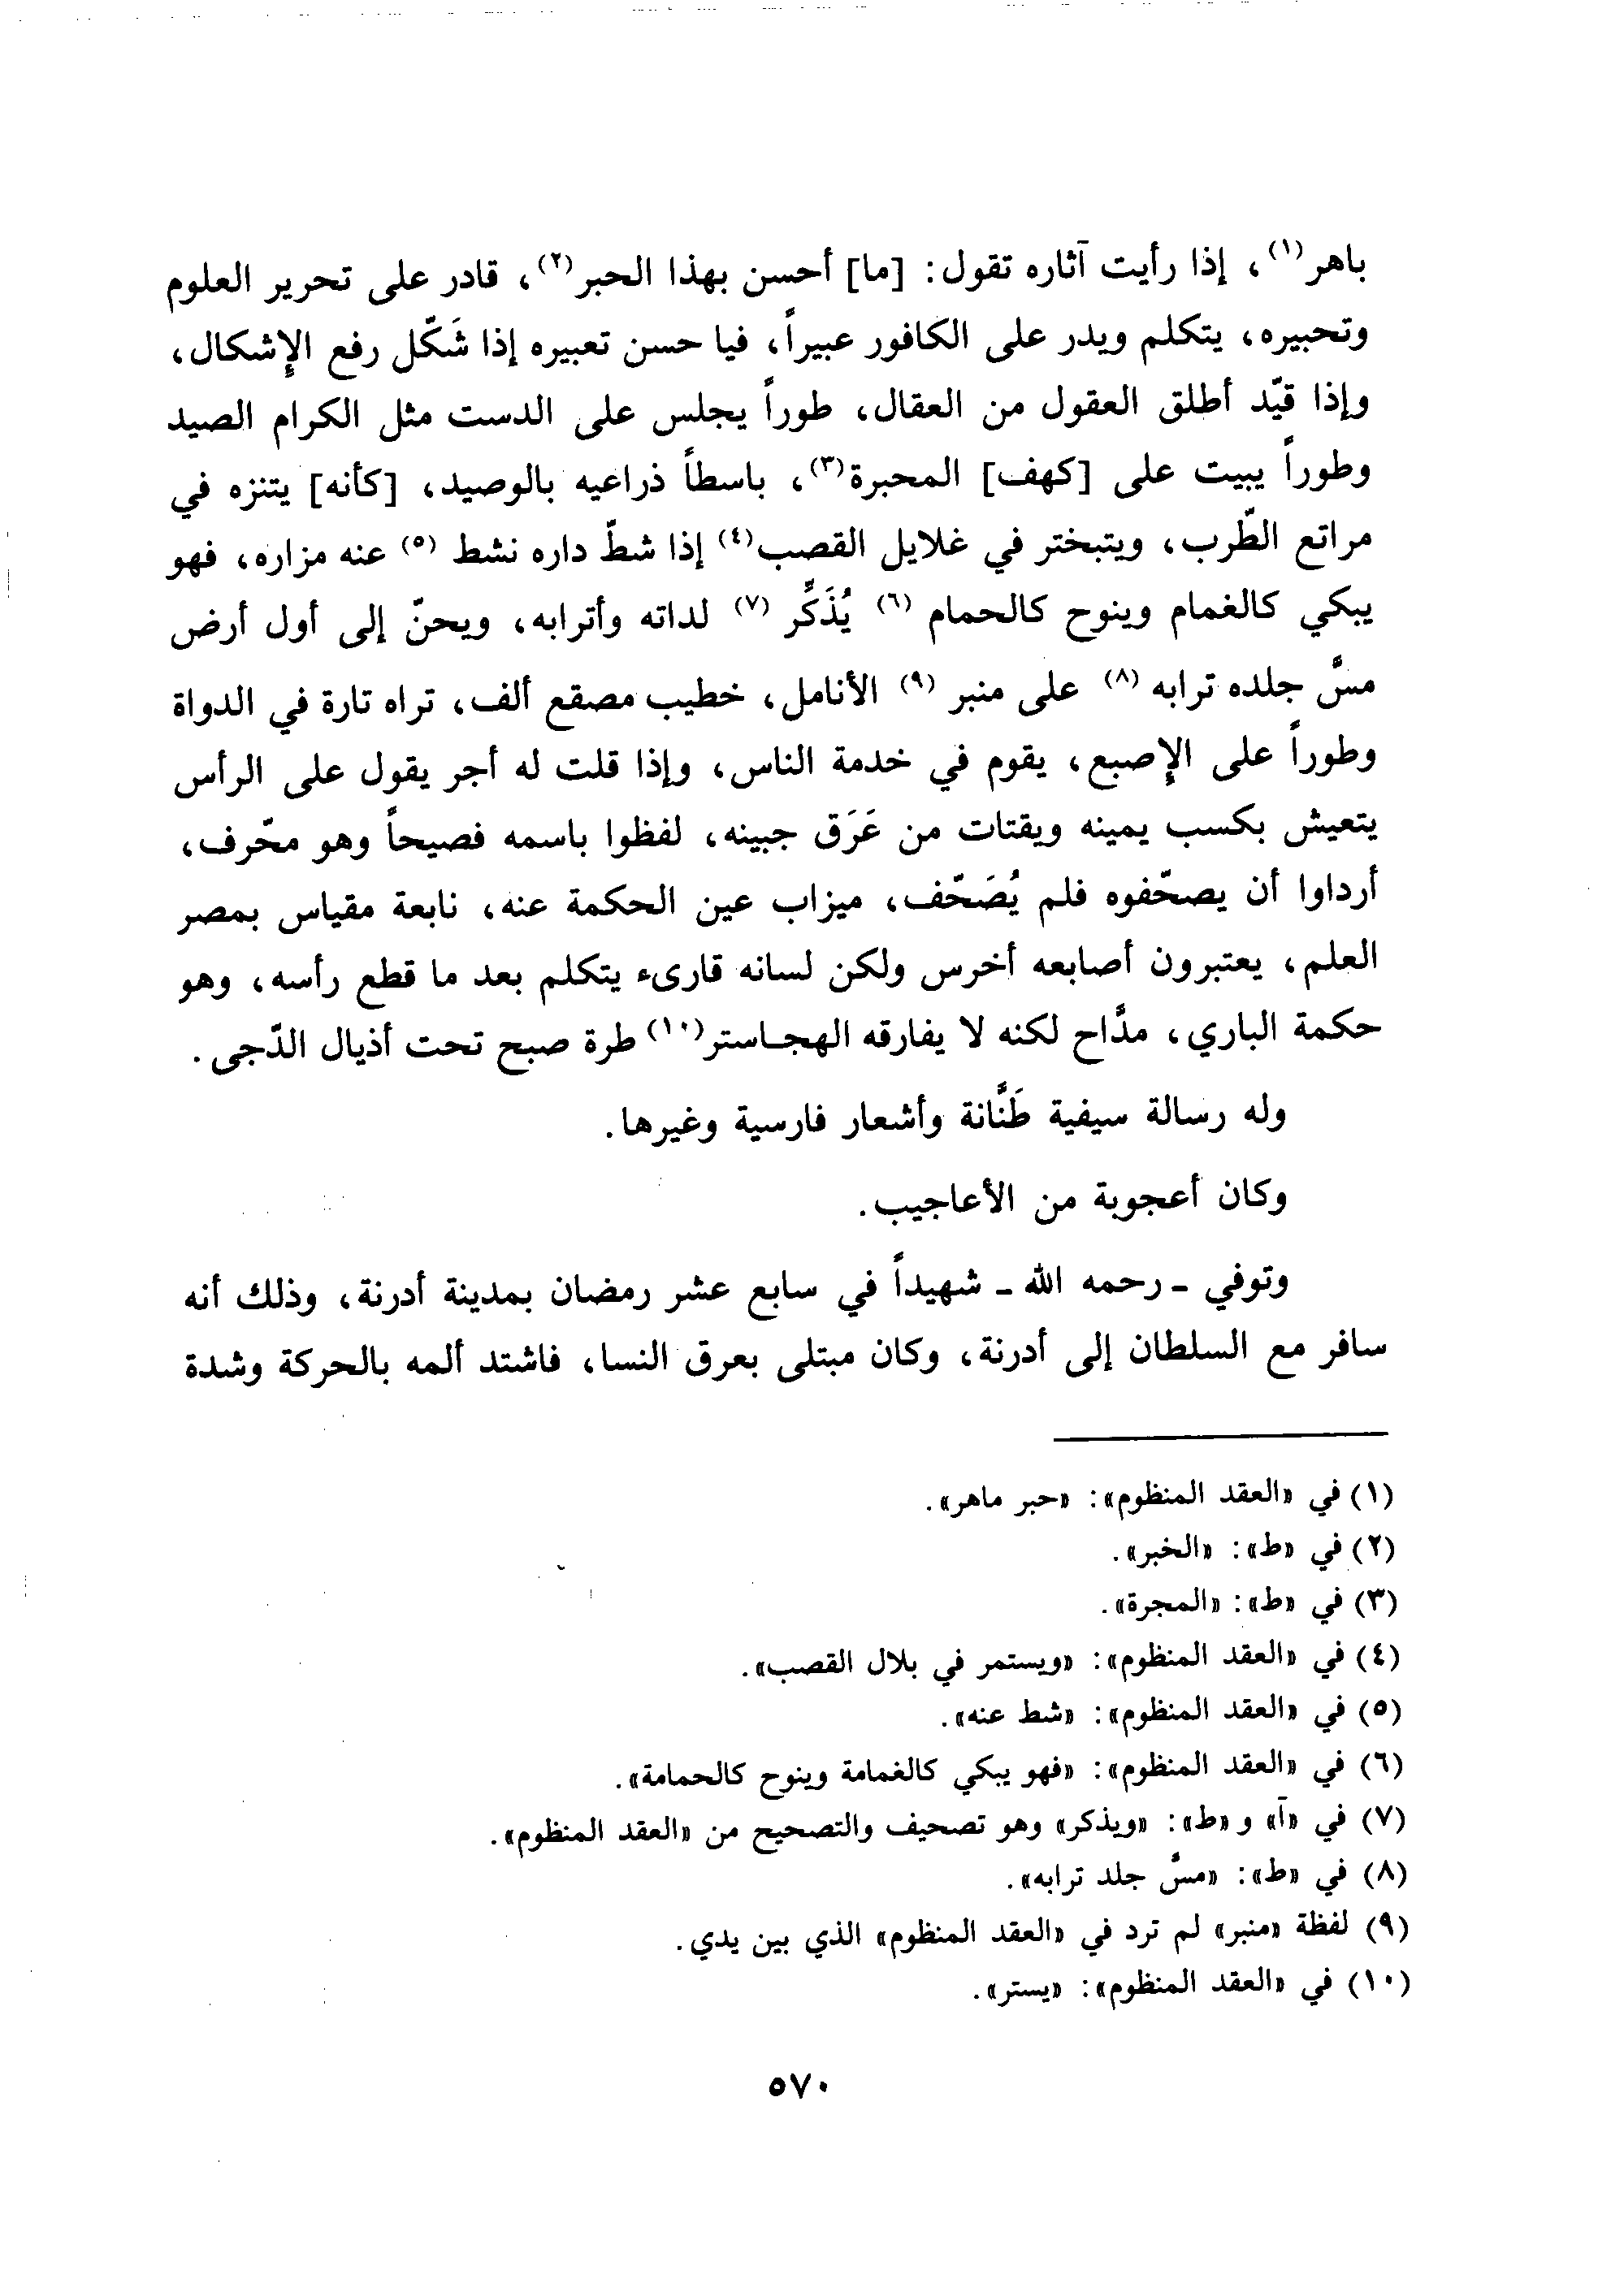 باهر(١)، إذا رأيت آثاره تقول: [ما] أحسن بهذا الحبر(٢)، قادر على تحرير العلوم
وتحبيره، يتكلم ويدر على الكافور عبيراً، فيا حسن تعبيره إذا شَكّل رفع الإشكال،
وإذا قيّد أطلق العقول من العقال، طوراً يجلس على الدست مثل الكرام الصيد
وطوراً يبيت على [كهف] المحبرة(٣)، باسطاً ذراعيه بالوصيد، [كأنه] يتنزه في
مراتع الطّرب، ويتبختر في غلايل القصب(٤) إذا شطّ داره نشط (٥) عنه مزاره، فهو
يبكي كالغمام وينوح كالحمام (٦) يُذَكِّر (٧) لداته وأترابه، ويحنّ إلى أول أرض
مسَّ جلده ترابه (٨) على منبر (٩) الأنامل، خطيب مصقع ألف، تراه تارة في الدواة
وطوراً على الإصبع، يقوم في خدمة الناس، وإذا قلت له أجر يقول على الرأس
يتعيش بكسب يمينه ويقتات من عَرَق جبينه، لفظوا باسمه فصيحاً وهو محّرف،
أرداوا أن يصحّفوه فلم يُصَحّف، ميزاب عين الحكمة عنه، نابعة مقياس بمصر
العلم، يعتبرون أصابعه أخرس ولكن لسانه قارىء يتكلم بعد ما قطع رأسه، وهو
حكمة الباري، مدَّاح لكنه لا يفارقه الهجـاستر(١٠) طرة صبح تحت أذيال الدّجى.
وله رسالة سيفية طَنَّانة وأشعار فارسية وغيرها.
وكان أعجوبة من الأعاجيب.
وتوفي ـ رحمه الله ـ شهيداً في سابع عشر رمضان بمدينة أدرنة، وذلك أنه
سافر مع السلطان إلى أدرنة، وكان مبتلى بعرق النسا، فاشتد ألمه بالحركة وشدة
(١) في «العقد المنظوم»: «حبر ماهر».
(٢) في «ط»: «الخبر».
(٣) في «ط»: «المجرة».
(٤) في «العقد المنظوم»: «ويستمر في بلال القصب».
(٥) في «العقد المنظوم»: «شط عنه».
(٦) في «العقد المنظوم»: «فهو يبكي كالغمامة وينوح كالحمامة».
(٧) في «آ» و «ط»: «ويذكر» وهو تصحيف والتصحيح من «العقد المنظوم».
(٨) في «ط»: «مسَّ جلد ترابه».
(٩) لفظة «منبر» لم ترد في «العقد المنظوم» الذي بين يدي.
(١٠) في «العقد المنظوم»: «يستر».
٥٧٠